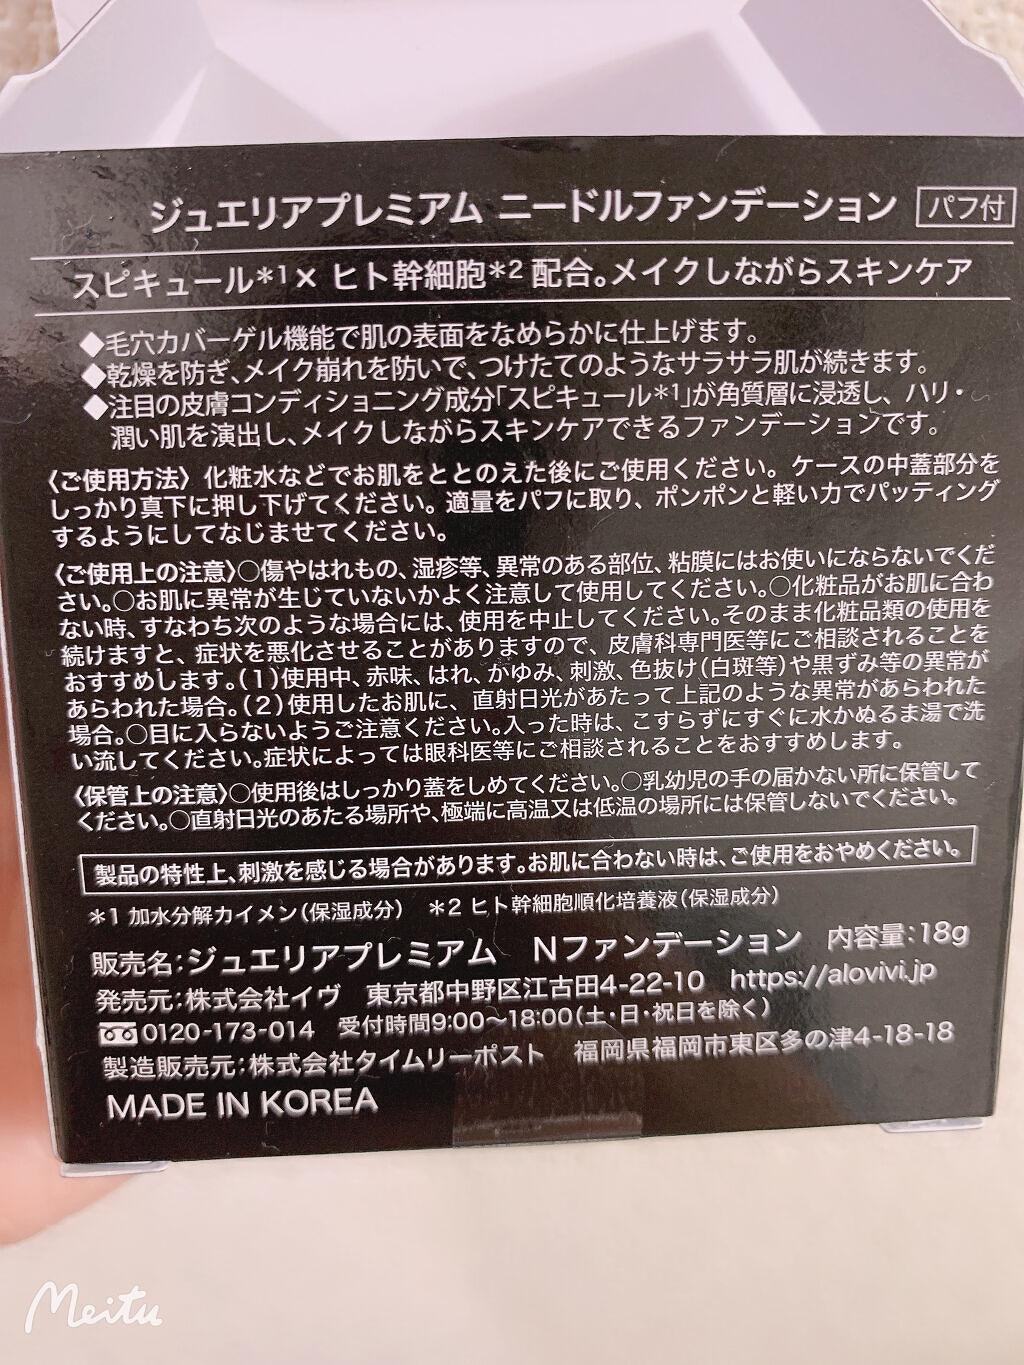 ジュエリアプレミアム ニードルファンデーション パフ付
スピキュール*1× ヒト幹細胞*2 配合。メイクしながらスキンケア
◆毛穴カバーゲル機能で肌の表面をなめらかに仕上げます。
◆乾燥を防ぎ、メイク崩れを防いで、つけたてのようなサラサラ肌が続きます。
◆注目の皮膚コンディショニング成分「スピキュール*1」が角質層に浸透し、ハリ・
潤い肌を演出し、メイクしながらスキンケアできるファンデーションです。
〈ご使用方法〉化粧水などでお肌をととのえた後にご使用ください。ケースの中蓋部分を
しっかり真下に押し下げてください。適量をパフに取り、ポンポンと軽い力でパッティング
するようにしてなじませてください。
〈ご使用上の注意〉○傷やはれもの、湿疹等、異常のある部位、粘膜にはお使いにならないでくだ
さい。○お肌に異常が生じていないかよく注意して使用してください。○化粧品がお肌に合わ
ない時、すなわち次のような場合には、使用を中止してください。そのまま化粧品類の使用を
続けますと、症状を悪化させることがありますので、皮膚科専門医等にご相談されることを
おすすめします。(1)使用中、赤味、はれ、かゆみ、刺激、色抜け(白斑等)や黒ずみ等の異常が
あらわれた場合。(2)使用したお肌に、直射日光があたって上記のような異常があらわれた
場合。○目に入らないようご注意ください。入った時は、こすらずにすぐに水かぬるま湯で洗
い流してください。症状によっては眼科医等にご相談されることをおすすめします。
〈保管上の注意〉○使用後はしっかり蓋をしめてください。○乳幼児の手の届かない所に保管して
ください。○直射日光のあたる場所や、極端に高温又は低温の場所には保管しないでください。
製品の特性上、刺激を感じる場合があります。お肌に合わない時は、ご使用をおやめください。
*1 加水分解カイメン(保湿成分) *2 ヒト幹細胞順化培養液(保湿成分)
販売名:ジュエリアプレミアム Nファンデーション 内容量:18g
発売元:株式会社イヴ 東京都中野区江古田4-22-10 https://alovivi.jp
0120-173-014 受付時間9:00〜18:00(土・日・祝日を除く)
製造販売元:株式会社タイムリーポスト 福岡県福岡市東区多の津4-18-18
MADE IN KOREA
Meitu